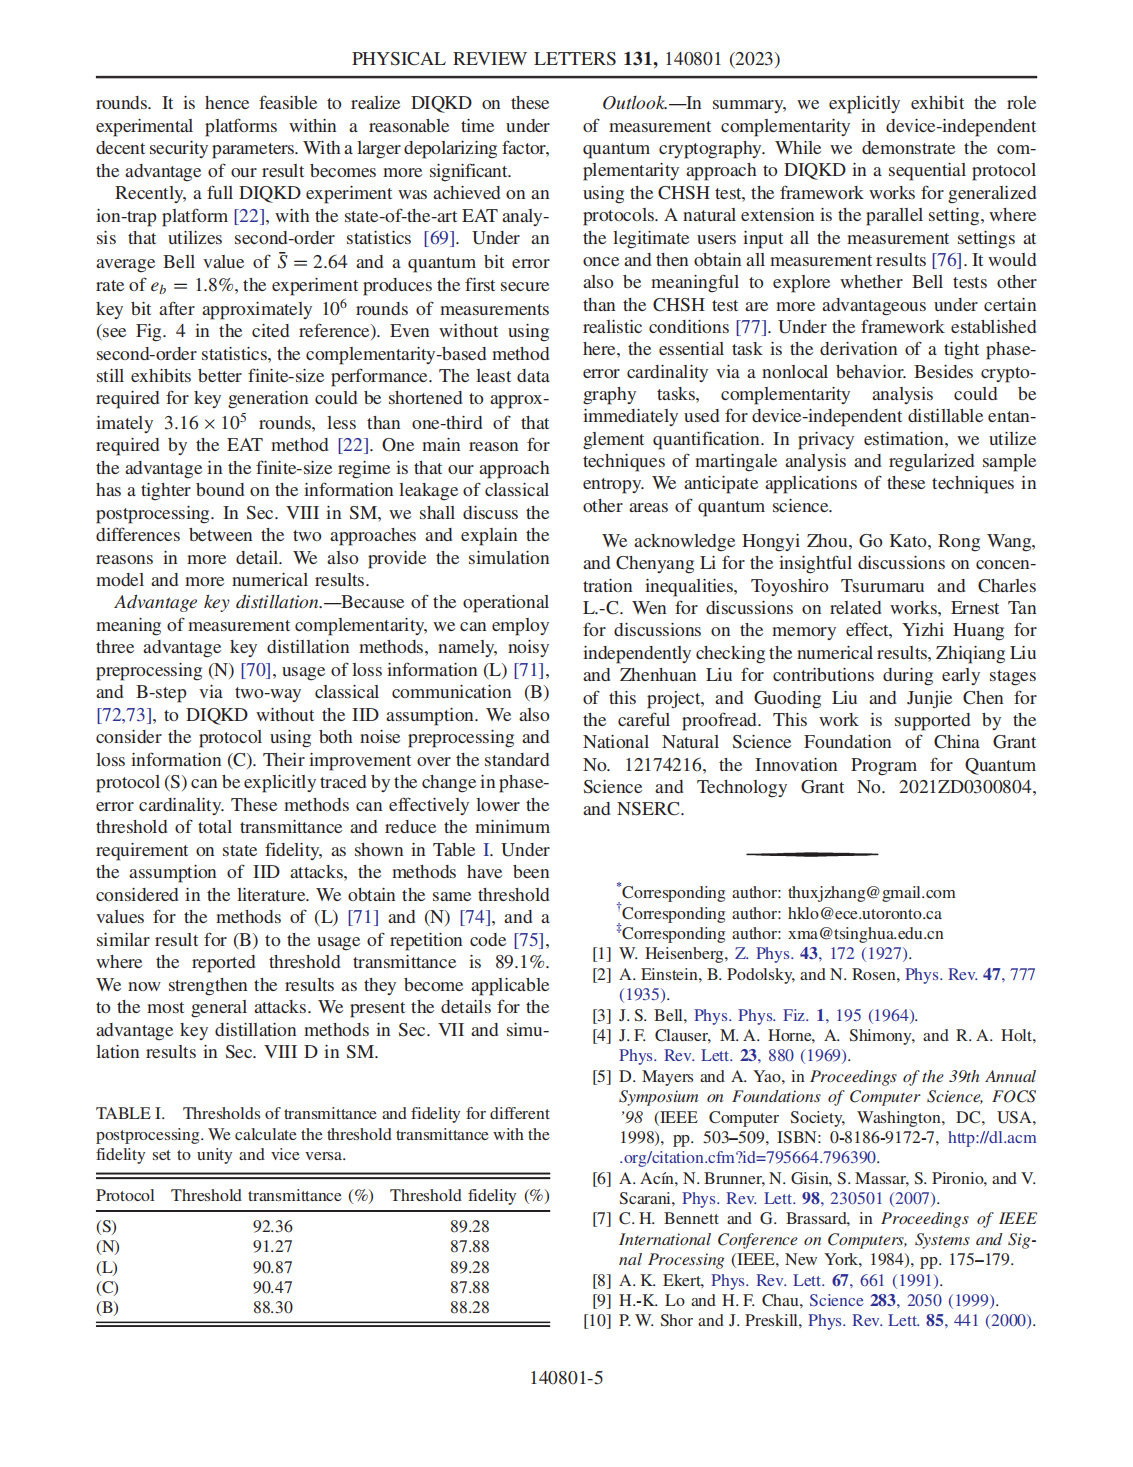 PHYSICAL REVIEW LETTERS 131, 140801 (2023)
rounds. It is hence feasible to realize DIQKD on these
experimental platforms within a reasonable time under
decent security parameters. With a larger depolarizing factor,
the advantage of our result becomes more significant.
Recently, a full DIQKD experiment was achieved on an
ion-trap platform [22], with the state-of-the-art EAT analy-
sis that utilizes second-order statistics [69]. Under an
average Bell value of S̄ = 2.64 and a quantum bit error
rate of e_b = 1.8%, the experiment produces the first secure
key bit after approximately 10⁶ rounds of measurements
(see Fig. 4 in the cited reference). Even without using
second-order statistics, the complementarity-based method
still exhibits better finite-size performance. The least data
required for key generation could be shortened to approx-
imately 3.16 × 10⁵ rounds, less than one-third of that
required by the EAT method [22]. One main reason for
the advantage in the finite-size regime is that our approach
has a tighter bound on the information leakage of classical
postprocessing. In Sec. VIII in SM, we shall discuss the
differences between the two approaches and explain the
reasons in more detail. We also provide the simulation
model and more numerical results.
Advantage key distillation.—Because of the operational
meaning of measurement complementarity, we can employ
three advantage key distillation methods, namely, noisy
preprocessing (N) [70], usage of loss information (L) [71],
and B-step via two-way classical communication (B)
[72,73], to DIQKD without the IID assumption. We also
consider the protocol using both noise preprocessing and
loss information (C). Their improvement over the standard
protocol (S) can be explicitly traced by the change in phase-
error cardinality. These methods can effectively lower the
threshold of total transmittance and reduce the minimum
requirement on state fidelity, as shown in Table I. Under
the assumption of IID attacks, the methods have been
considered in the literature. We obtain the same threshold
values for the methods of (L) [71] and (N) [74], and a
similar result for (B) to the usage of repetition code [75],
where the reported threshold transmittance is 89.1%.
We now strengthen the results as they become applicable
to the most general attacks. We present the details for the
advantage key distillation methods in Sec. VII and simu-
lation results in Sec. VIII D in SM.
TABLE I. Thresholds of transmittance and fidelity for different
postprocessing. We calculate the threshold transmittance with the
fidelity set to unity and vice versa.
Protocol Threshold transmittance (%) Threshold fidelity (%)
(S) 92.36 89.28
(N) 91.27 87.88
(L) 90.87 89.28
(C) 90.47 87.88
(B) 88.30 88.28
Outlook.—In summary, we explicitly exhibit the role
of measurement complementarity in device-independent
quantum cryptography. While we demonstrate the com-
plementarity approach to DIQKD in a sequential protocol
using the CHSH test, the framework works for generalized
protocols. A natural extension is the parallel setting, where
the legitimate users input all the measurement settings at
once and then obtain all measurement results [76]. It would
also be meaningful to explore whether Bell tests other
than the CHSH test are more advantageous under certain
realistic conditions [77]. Under the framework established
here, the essential task is the derivation of a tight phase-
error cardinality via a nonlocal behavior. Besides crypto-
graphy tasks, complementarity analysis could be
immediately used for device-independent distillable entan-
glement quantification. In privacy estimation, we utilize
techniques of martingale analysis and regularized sample
entropy. We anticipate applications of these techniques in
other areas of quantum science.
We acknowledge Hongyi Zhou, Go Kato, Rong Wang,
and Chenyang Li for the insightful discussions on concen-
tration inequalities, Toyoshiro Tsurumaru and Charles
L.-C. Wen for discussions on related works, Ernest Tan
for discussions on the memory effect, Yizhi Huang for
independently checking the numerical results, Zhiqiang Liu
and Zhenhuan Liu for contributions during early stages
of this project, and Guoding Liu and Junjie Chen for
the careful proofread. This work is supported by the
National Natural Science Foundation of China Grant
No. 12174216, the Innovation Program for Quantum
Science and Technology Grant No. 2021ZD0300804,
and NSERC.
*Corresponding author: thuxjzhang@gmail.com
†Corresponding author: hklo@ece.utoronto.ca
‡Corresponding author: xma@tsinghua.edu.cn
[1] W. Heisenberg, Z. Phys. 43, 172 (1927).
[2] A. Einstein, B. Podolsky, and N. Rosen, Phys. Rev. 47, 777
(1935).
[3] J. S. Bell, Phys. Phys. Fiz. 1, 195 (1964).
[4] J. F. Clauser, M. A. Horne, A. Shimony, and R. A. Holt,
Phys. Rev. Lett. 23, 880 (1969).
[5] D. Mayers and A. Yao, in Proceedings of the 39th Annual
Symposium on Foundations of Computer Science, FOCS
’98 (IEEE Computer Society, Washington, DC, USA,
1998), pp. 503–509, ISBN: 0-8186-9172-7, http://dl.acm
.org/citation.cfm?id=795664.796390.
[6] A. Acín, N. Brunner, N. Gisin, S. Massar, S. Pironio, and V.
Scarani, Phys. Rev. Lett. 98, 230501 (2007).
[7] C. H. Bennett and G. Brassard, in Proceedings of IEEE
International Conference on Computers, Systems and Sig-
nal Processing (IEEE, New York, 1984), pp. 175–179.
[8] A. K. Ekert, Phys. Rev. Lett. 67, 661 (1991).
[9] H.-K. Lo and H. F. Chau, Science 283, 2050 (1999).
[10] P. W. Shor and J. Preskill, Phys. Rev. Lett. 85, 441 (2000).
140801-5